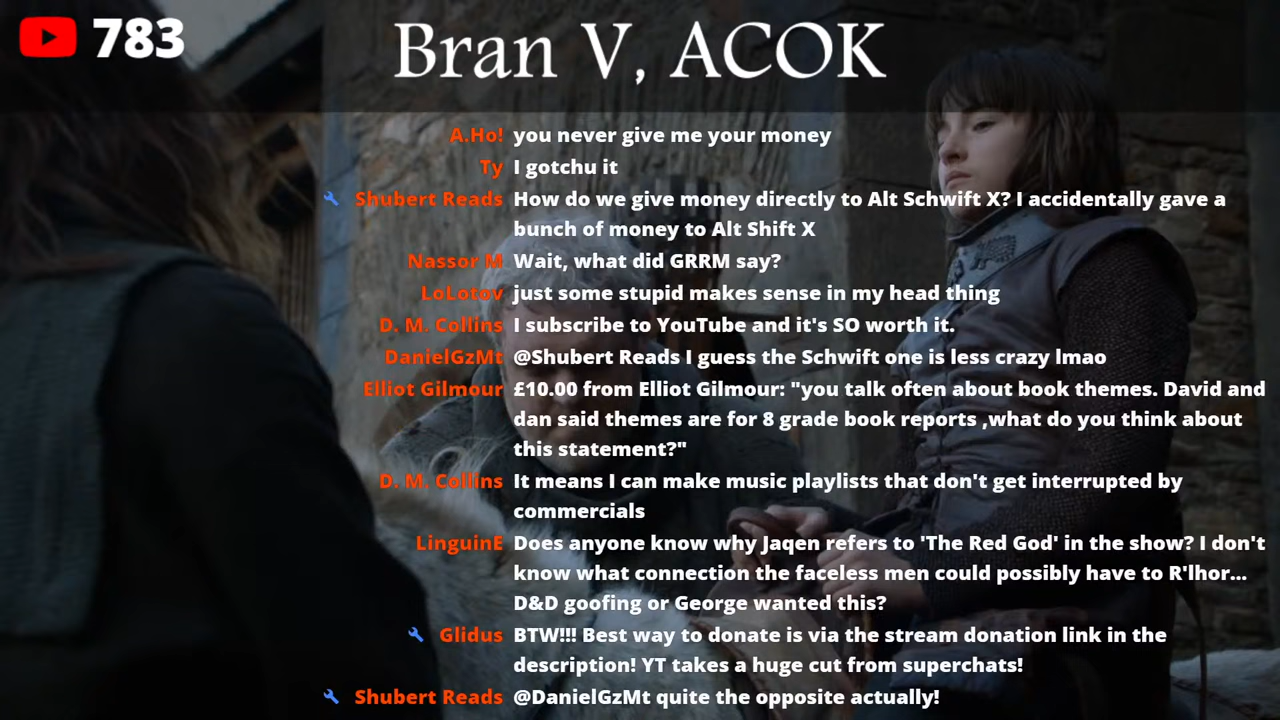 783
Bran V, ACOK
A.Ho! you never give me your money
Ty I gotchu it
Shubert Reads How do we give money directly to Alt Schwift X? I accidentally gave a
bunch of money to Alt Shift X
Nassor M Wait, what did GRRM say?
LoLotov just some stupid makes sense in my head thing
D. M. Collins I subscribe to YouTube and it's SO worth it.
DanielGzMt @Shubert Reads I guess the Schwift one is less crazy lmao
Elliot Gilmour £10.00 from Elliot Gilmour: "you talk often about book themes. David and
dan said themes are for 8 grade book reports ,what do you think about
this statement?"
D. M. Collins It means I can make music playlists that don't get interrupted by
commercials
LinguinE Does anyone know why Jaqen refers to 'The Red God' in the show? I don't
know what connection the faceless men could possibly have to R'lhor...
D&D goofing or George wanted this?
Glidus BTW!!! Best way to donate is via the stream donation link in the
description! YT takes a huge cut from superchats!
Shubert Reads @DanielGzMt quite the opposite actually!